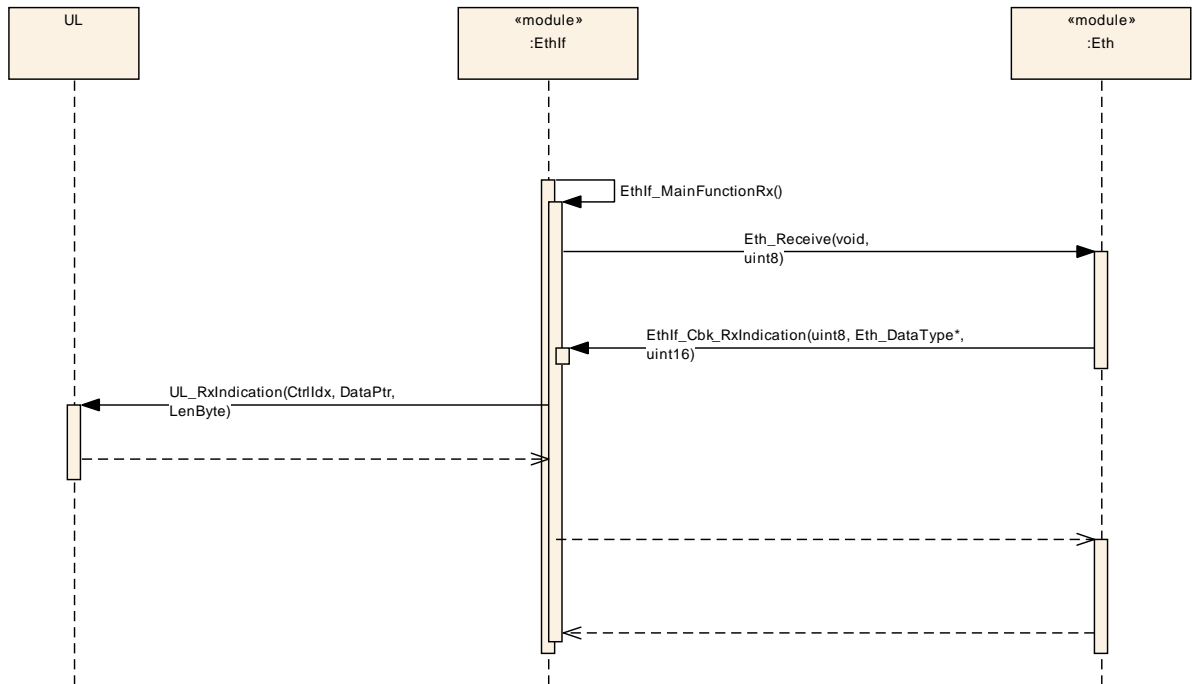 UL
«module»
:EthIf
«module»
:Eth
EthIf_MainFunctionRx()
Eth_Receive(void,
uint8)
EthIf_Cbk_RxIndication(uint8, Eth_DataType*,
uint16)
UL_RxIndication(CtrlIdx, DataPtr,
LenByte)